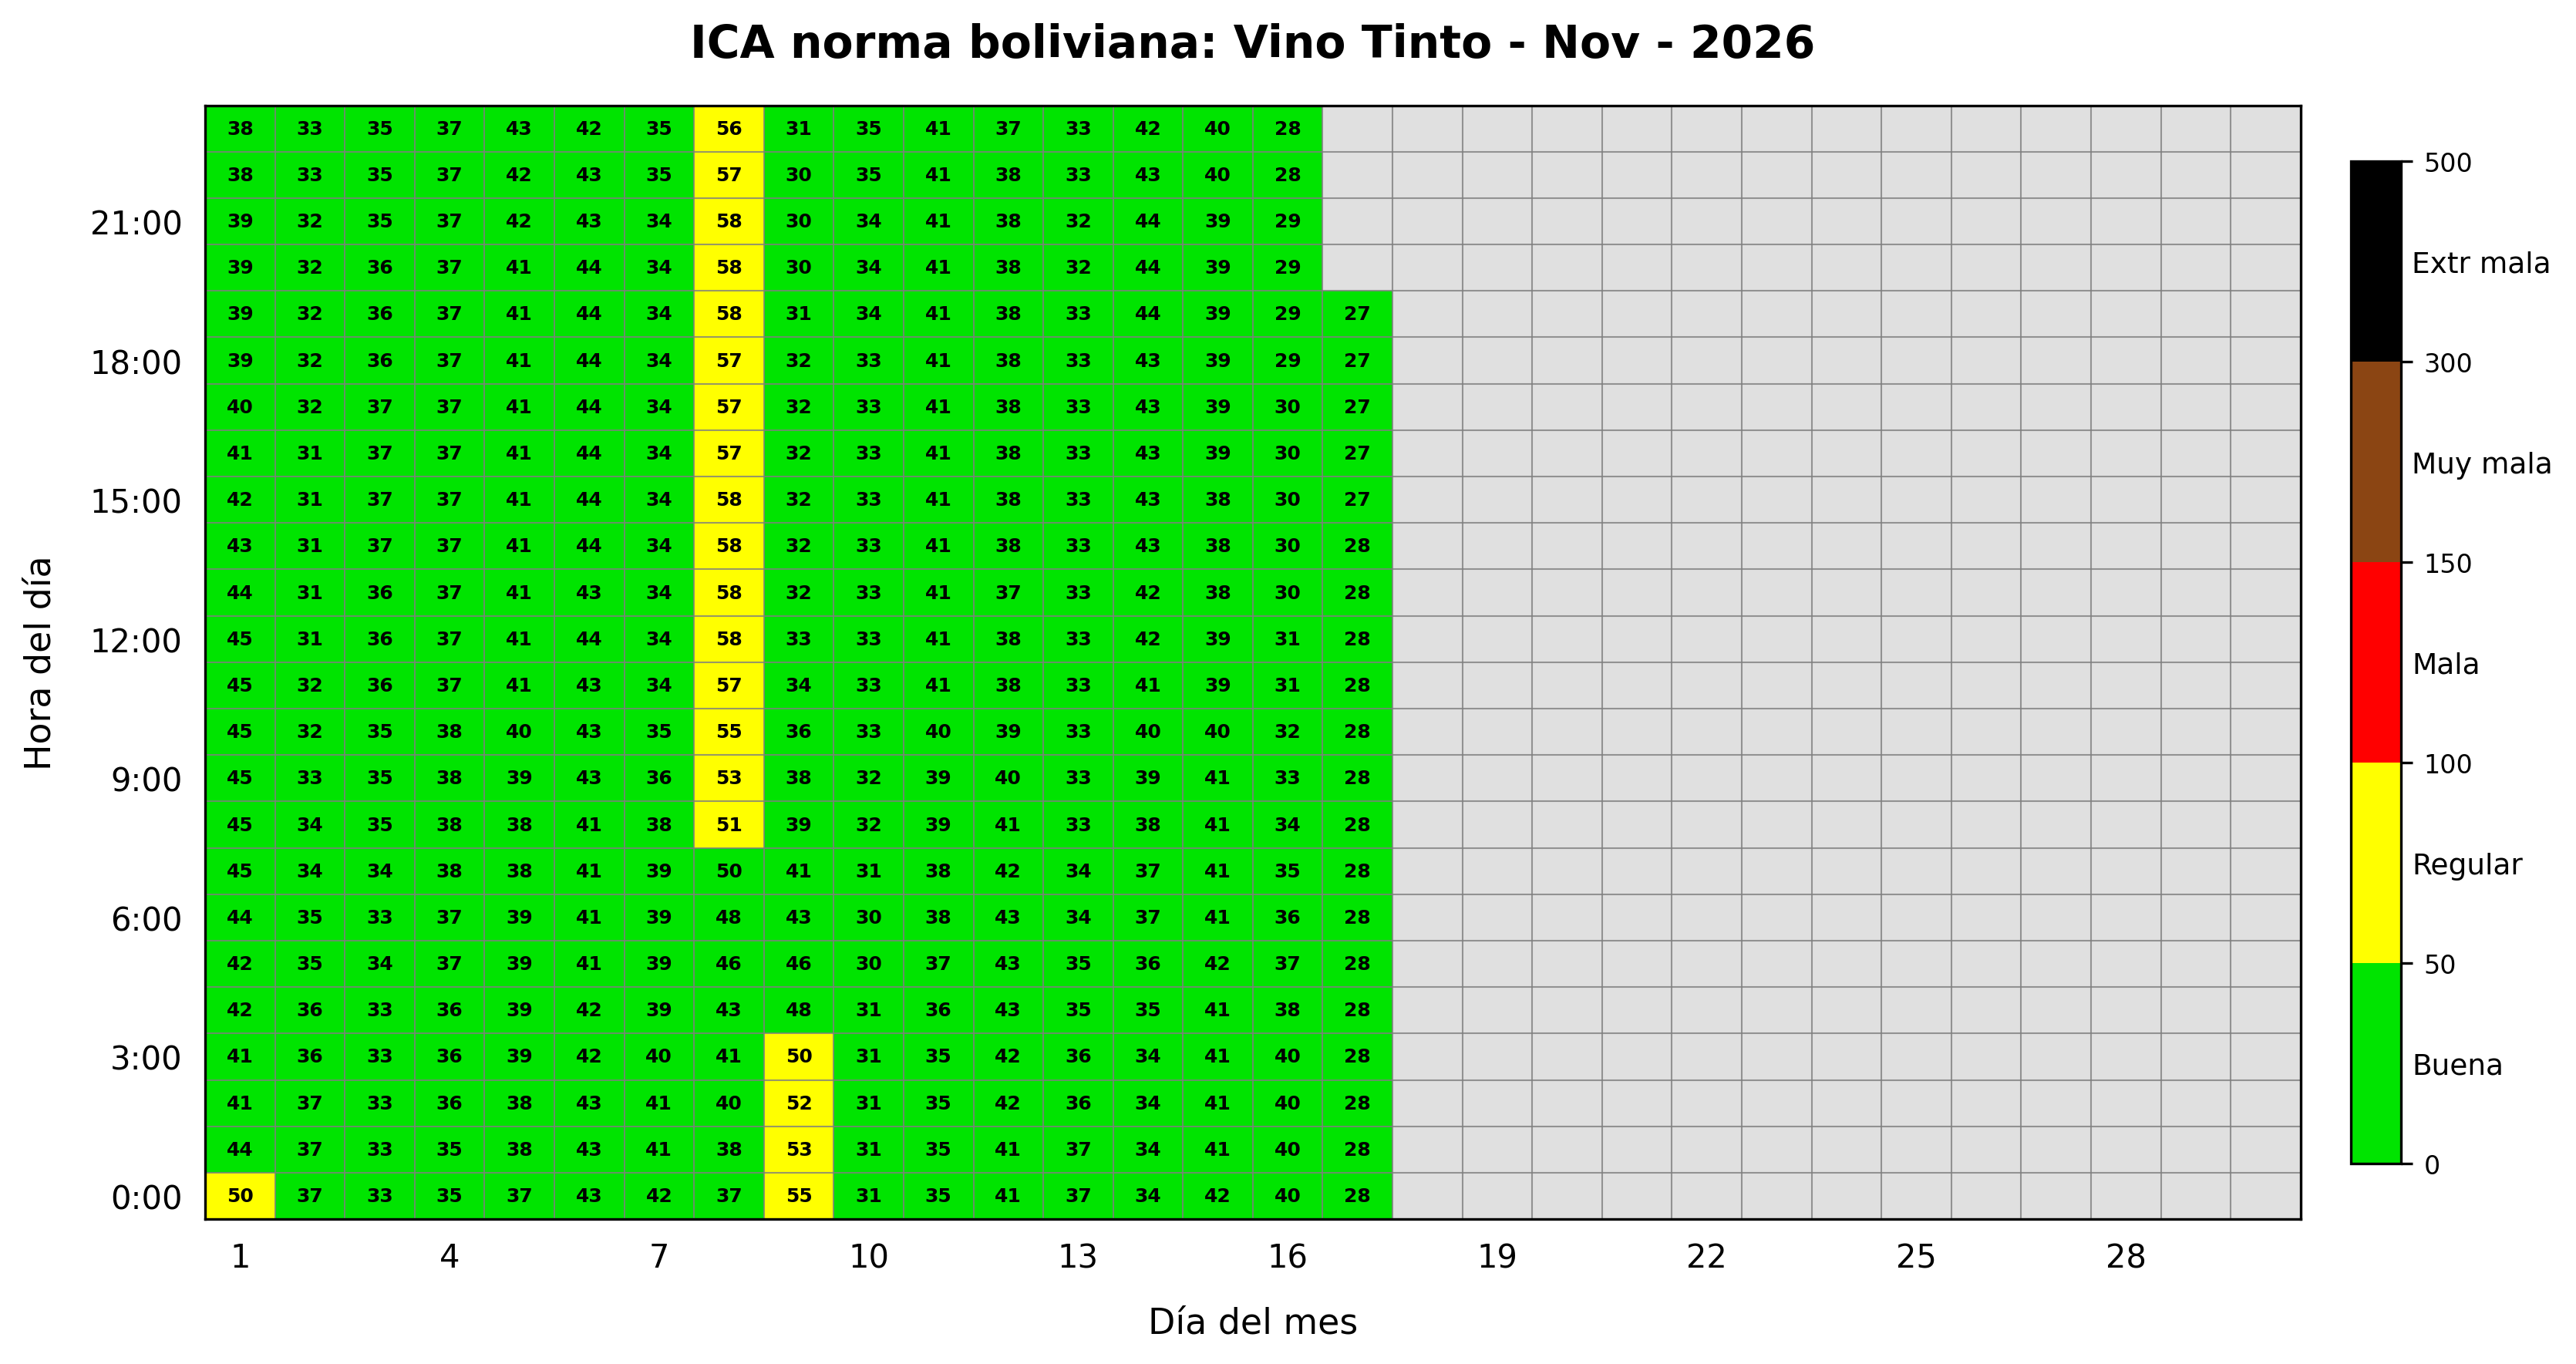 ICA norma boliviana: Vino Tinto - Nov - 2026
38 33 35 37 43 42 35 56 31 35 41 37 33 42 40 28
38 33 35 37 42 43 35 57 30 35 41 38 33 43 40 28
21:00 39 32 35 37 42 43 34 58 30 34 41 38 32 44 39 29
39 32 36 37 41 44 34 58 30 34 41 38 32 44 39 29
39 32 36 37 41 44 34 58 31 34 41 38 33 44 39 29 27
18:00 39 32 36 37 41 44 34 57 32 33 41 38 33 43 39 29 27
40 32 37 37 41 44 34 57 32 33 41 38 33 43 39 30 27
41 31 37 37 41 44 34 57 32 33 41 38 33 43 39 30 27
15:00 42 31 37 37 41 44 34 58 32 33 41 38 33 43 38 30 27
43 31 37 37 41 44 34 58 32 33 41 38 33 43 38 30 28
44 31 36 37 41 43 34 58 32 33 41 37 33 42 38 30 28
12:00 45 31 36 37 41 44 34 58 33 33 41 38 33 42 39 31 28
45 32 36 37 41 43 34 57 34 33 41 38 33 41 39 31 28
45 32 35 38 40 43 35 55 36 33 40 39 33 40 40 32 28
9:00 45 33 35 38 39 43 36 53 38 32 39 40 33 39 41 33 28
45 34 35 38 38 41 38 51 39 32 39 41 33 38 41 34 28
45 34 34 38 38 41 39 50 41 31 38 42 34 37 41 35 28
6:00 44 35 33 37 39 41 39 48 43 30 38 43 34 37 41 36 28
42 35 34 37 39 41 39 46 46 30 37 43 35 36 42 37 28
42 36 33 36 39 42 39 43 48 31 36 43 35 35 41 38 28
3:00 41 36 33 36 39 42 40 41 50 31 35 42 36 34 41 40 28
41 37 33 36 38 43 41 40 52 31 35 42 36 34 41 40 28
44 37 33 35 38 43 41 38 53 31 35 41 37 34 41 40 28
0:00 50 37 33 35 37 43 42 37 55 31 35 41 37 34 42 40 28
1 4 7 10 13 16 19 22 25 28
Hora del día
Día del mes
500
Extr mala
300
Muy mala
150
Mala
100
Regular
50
Buena
0